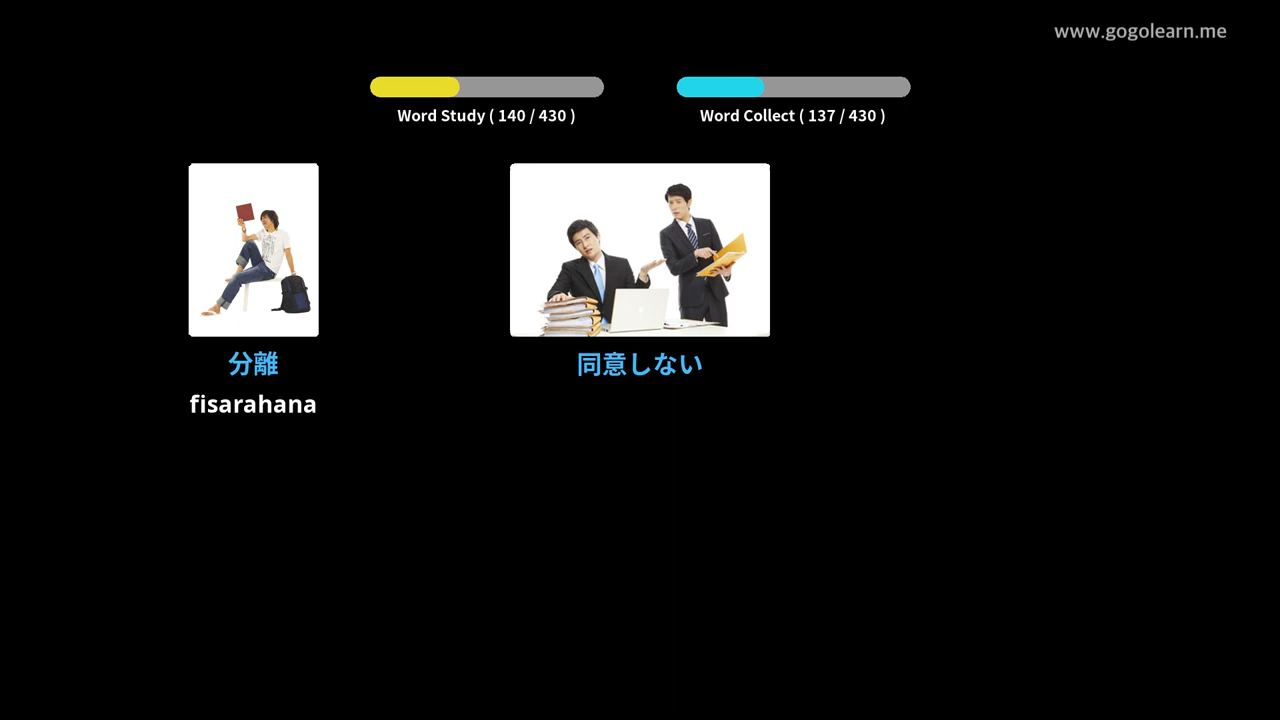 www.gogolearn.me
Word Study ( 140 / 430 )
Word Collect ( 137 / 430 )
分離
同意しない
fisarahana